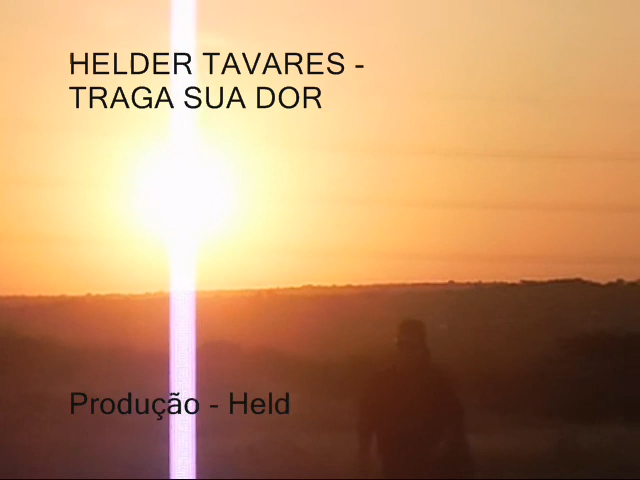 HELDER TAVARES -
TRAGA SUA DOR
Produção - Held